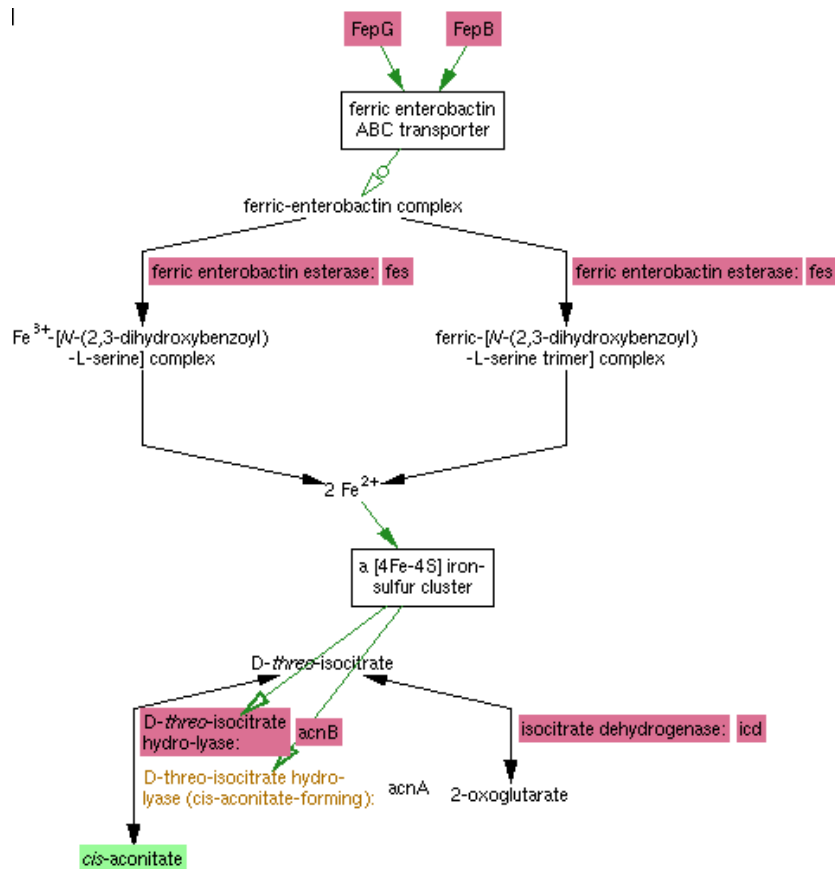 FepG
FepB
ferric enterobactin
ABC transporter
ferric-enterobactin complex
ferric enterobactin esterase: fes
ferric enterobactin esterase: fes
Fe3+-[N-(2,3-dihydroxybenzoyl)
-L-serine] complex
ferric-[N-(2,3-dihydroxybenzoyl)
-L-serine trimer] complex
2 Fe2+
a [4Fe-4S] iron-
sulfur cluster
D-threo-isocitrate
D-threo-isocitrate
hydro-lyase:
acnB
isocitrate dehydrogenase: icd
D-threo-isocitrate hydro-
lyase (cis-aconitate-forming):
acnA
2-oxoglutarate
cis-aconitate